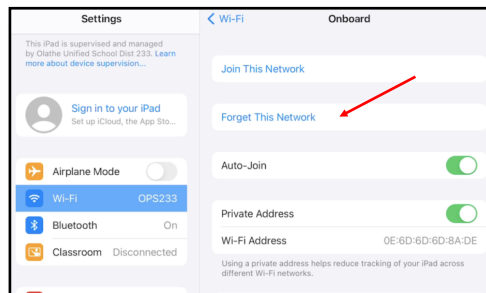 Settings
This iPad is supervised and managed
by Olathe Unified School Dist 233. Learn
more about device supervision...
Sign in to your iPad
Set up iCloud, the App Sto...
Airplane Mode
Wi-Fi OPS233
Bluetooth On
Classroom Disconnected
Wi-Fi Onboard
Join This Network
Forget This Network
Auto-Join
Private Address
Wi-Fi Address 0E:6D:6D:6D:8A:DE
Using a private address helps reduce tracking of your iPad across
different Wi-Fi networks.